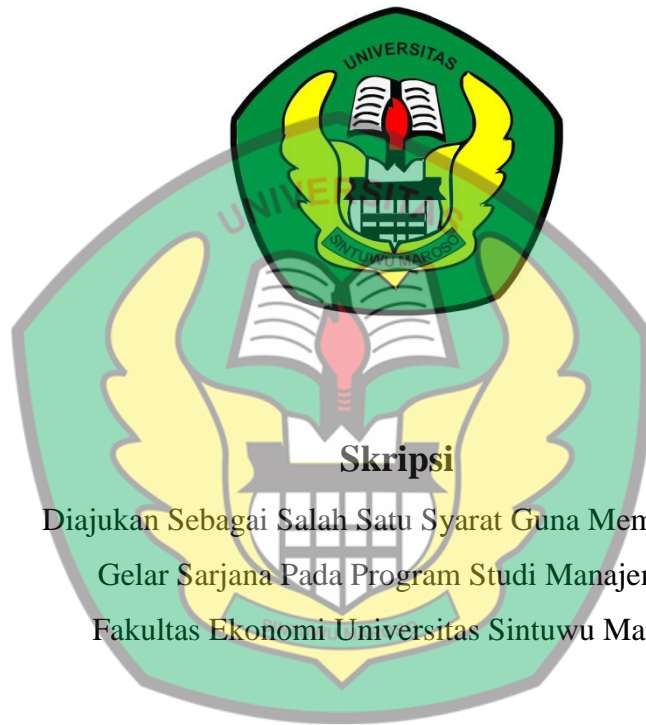 UNIVERSITAS
SINTUWU MAROSO
UNIVERSITAS
Skripsi
Diajukan Sebagai Salah Satu Syarat Guna Mem
Gelar Sarjana Pada Program Studi Manajer
Fakultas Ekonomi Universitas Sintuwu Ma